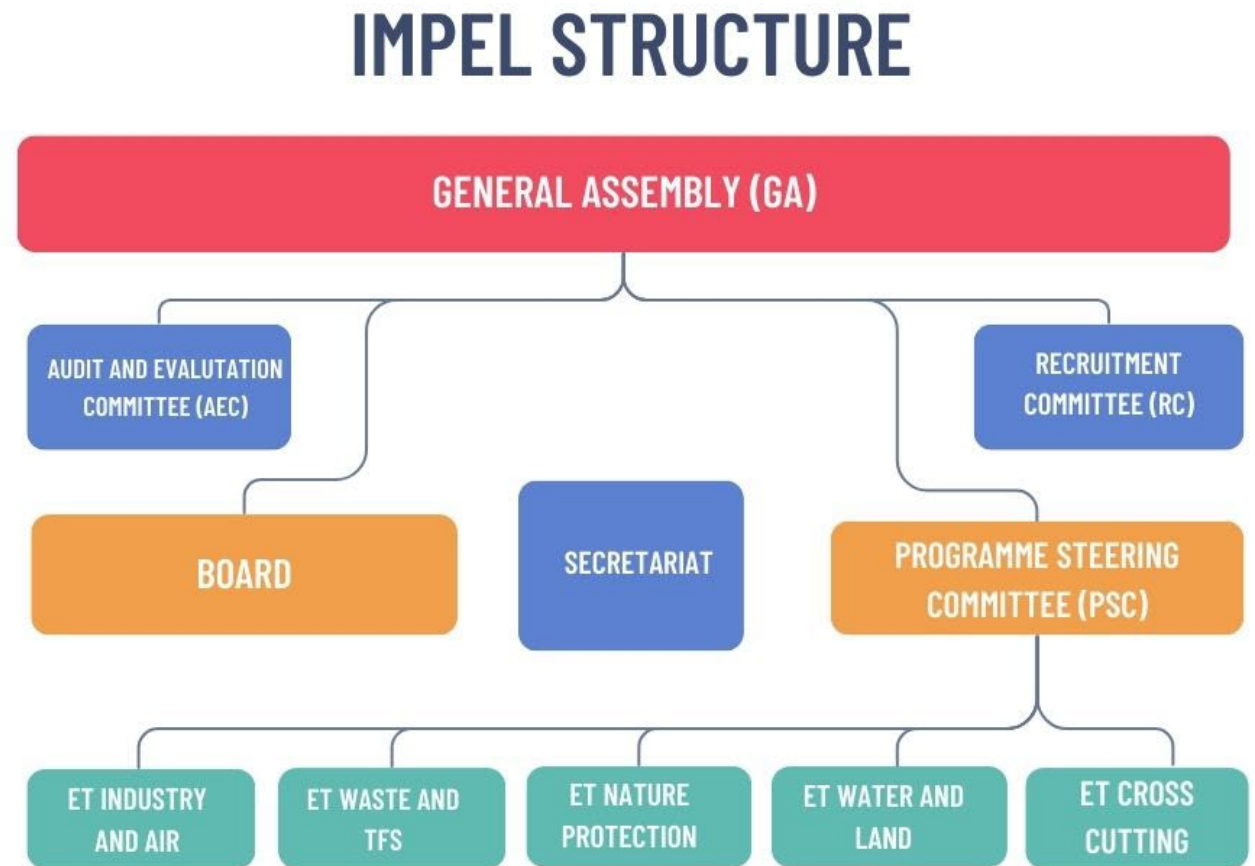 IMPEL STRUCTURE
GENERAL ASSEMBLY (GA)
AUDIT AND EVALUTATION
COMMITTEE (AEC)
RECRUITMENT
COMMITTEE (RC)
BOARD
SECRETARIAT
PROGRAMME STEERING
COMMITTEE (PSC)
ET INDUSTRY
AND AIR
ET WASTE AND
TFS
ET NATURE
PROTECTION
ET WATER AND
LAND
ET CROSS
CUTTING